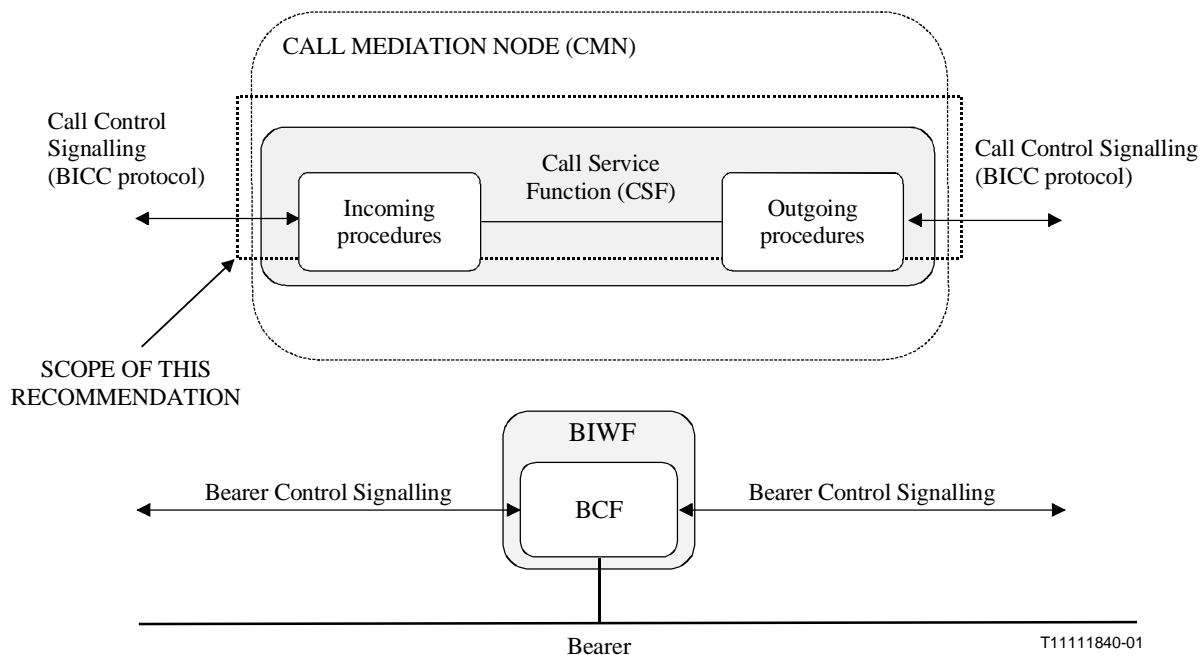 CALL MEDIATION NODE (CMN)
Call Control
Signalling
(BICC protocol)
Call Service
Function (CSF)
Call Control Signalling
(BICC protocol)
Incoming
procedures
Outgoing
procedures
SCOPE OF THIS
RECOMMENDATION
BIWF
Bearer Control Signalling
BCF
Bearer Control Signalling
Bearer
T11111840-01